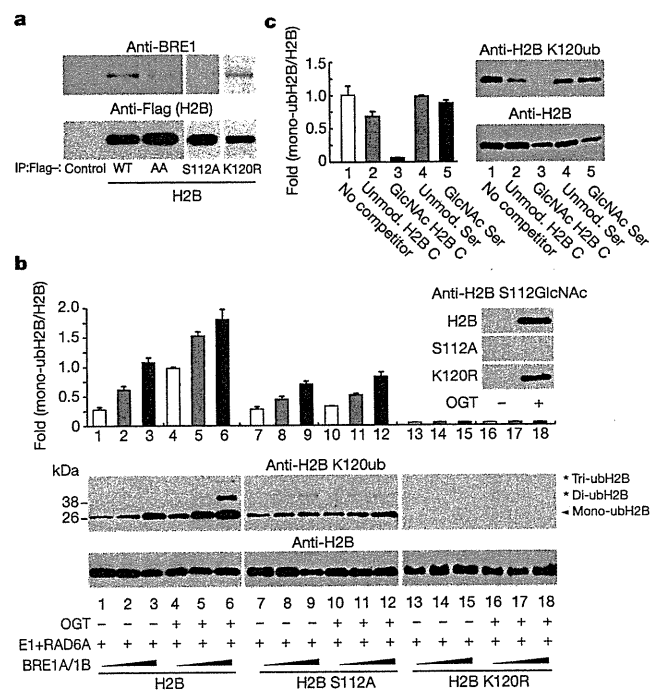 a
Anti-BRE1
Anti-Flag (H2B)
IP:Flag-: Control WT AA S112A K120R
H2B
c
Fold (mono-ubH2B/H2B)
1.5
1.0
0.5
0
1 2 3 4 5
No competitor
Unmod. H2B C
GlcNAc H2B C
Unmod. Ser
GlcNAc Ser
Anti-H2B K120ub
Anti-H2B
1 2 3 4 5
No competitor
Unmod. H2B C
GlcNAc H2B C
Unmod. Ser
GlcNAc Ser
b
Fold (mono-ubH2B/H2B)
2.0
1.5
1.0
0.5
0
1 2 3 4 5 6 7 8 9 10 11 12 13 14 15 16 17 18
Anti-H2B S112GlcNAc
H2B
S112A
K120R
OGT − +
kDa
38
26
Anti-H2B K120ub
* Tri-ubH2B
* Di-ubH2B
◄ Mono-ubH2B
Anti-H2B
1 2 3 4 5 6 7 8 9 10 11 12 13 14 15 16 17 18
OGT − − − + + + − − − + + + − − − + + +
E1+RAD6A + + + + + + + + + + + + + + + + + +
BRE1A/1B
H2B H2B S112A H2B K120R